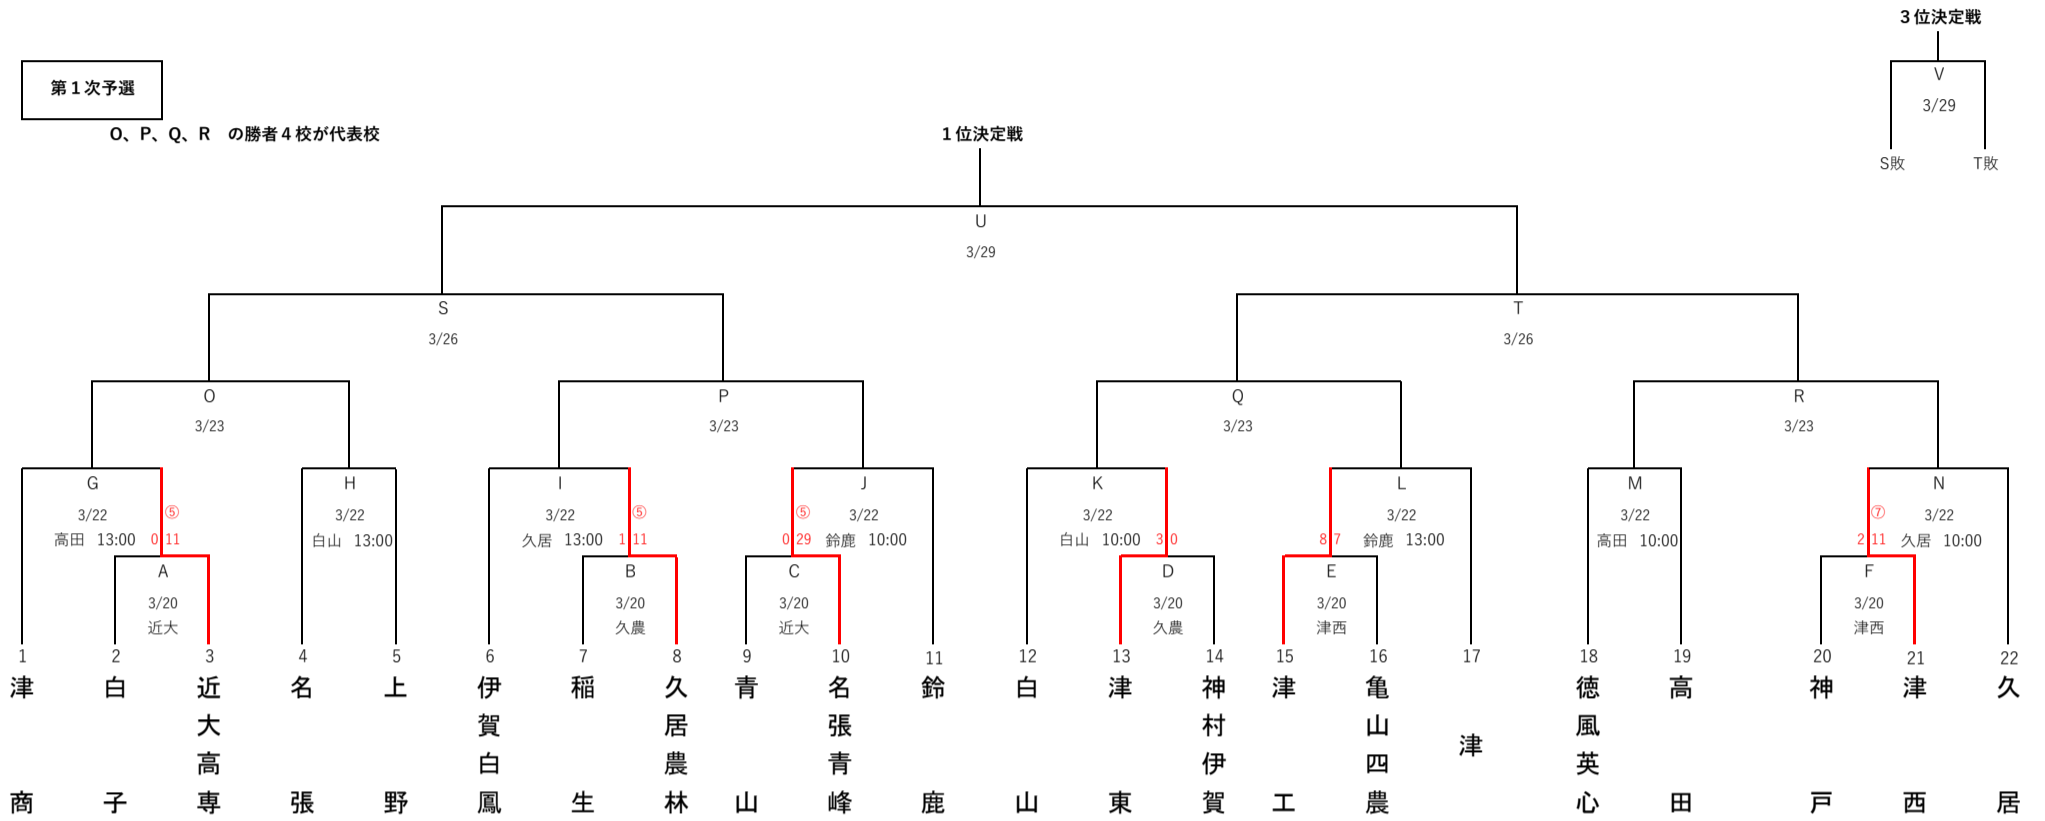 ３位決定戦
第１次予選
V
3/29
O、P、Q、R　の勝者４校が代表校
１位決定戦
S敗
T敗
U
3/29
S
T
3/26
3/26
O
P
Q
R
3/23
3/23
3/23
3/23
G
H
I
J
K
L
M
N
3/22 ⑤
3/22
3/22 ⑤
⑤ 3/22
3/22
3/22
3/22
⑦ 3/22
高田 13:00 0 11
白山 13:00
久居 13:00 1 11
0 29 鈴鹿 10:00
白山 10:00 3 0
8 7 鈴鹿 13:00
高田 10:00
2 11 久居 10:00
A
B
C
D
E
F
3/20
3/20
3/20
3/20
3/20
3/20
近大
久農
近大
久農
津西
津西
1
2
3
4
5
6
7
8
9
10
11
12
13
14
15
16
17
18
19
20
21
22
津商
白子
近大高専
名張
上野
伊賀白鳳
稲生
久居農林
青山
名張青峰
鈴鹿
白山
津東
神村伊賀
津工
亀山四農
津
徳風英心
高田
神戸
津西
久居